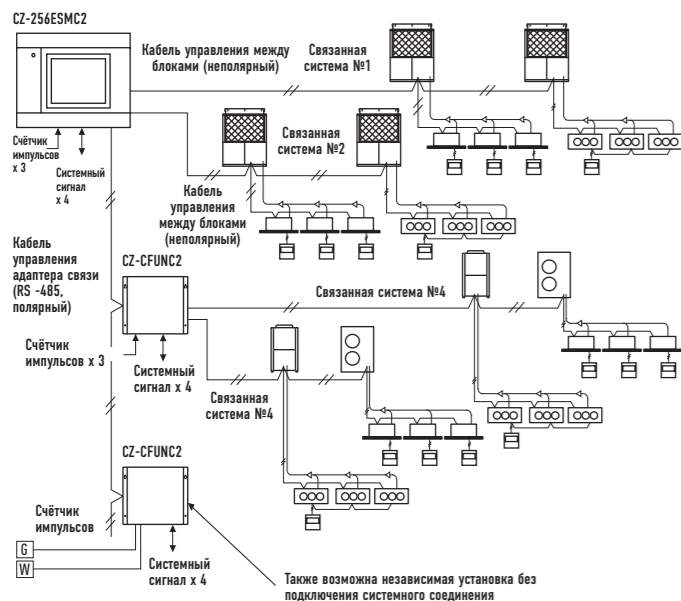 CZ-256ESMC2
Кабель управления между
блоками (неполярный)
Связанная
система №1
Счётчик
импульсов
x 3
Системный
сигнал
x 4
Связанная
система №2
Кабель
управления
между блоками
(неполярный)
Кабель
управления
адаптера связи
(RS -485,
полярный)
CZ-CFUNC2
Связанная система №4
Счётчик
импульсов x 3
Системный
сигнал x 4
Связанная
система №4
CZ-CFUNC2
Счётчик
импульсов
G
W
Системный
сигнал x 4
Также возможна независимая установка без
подключения системного соединения